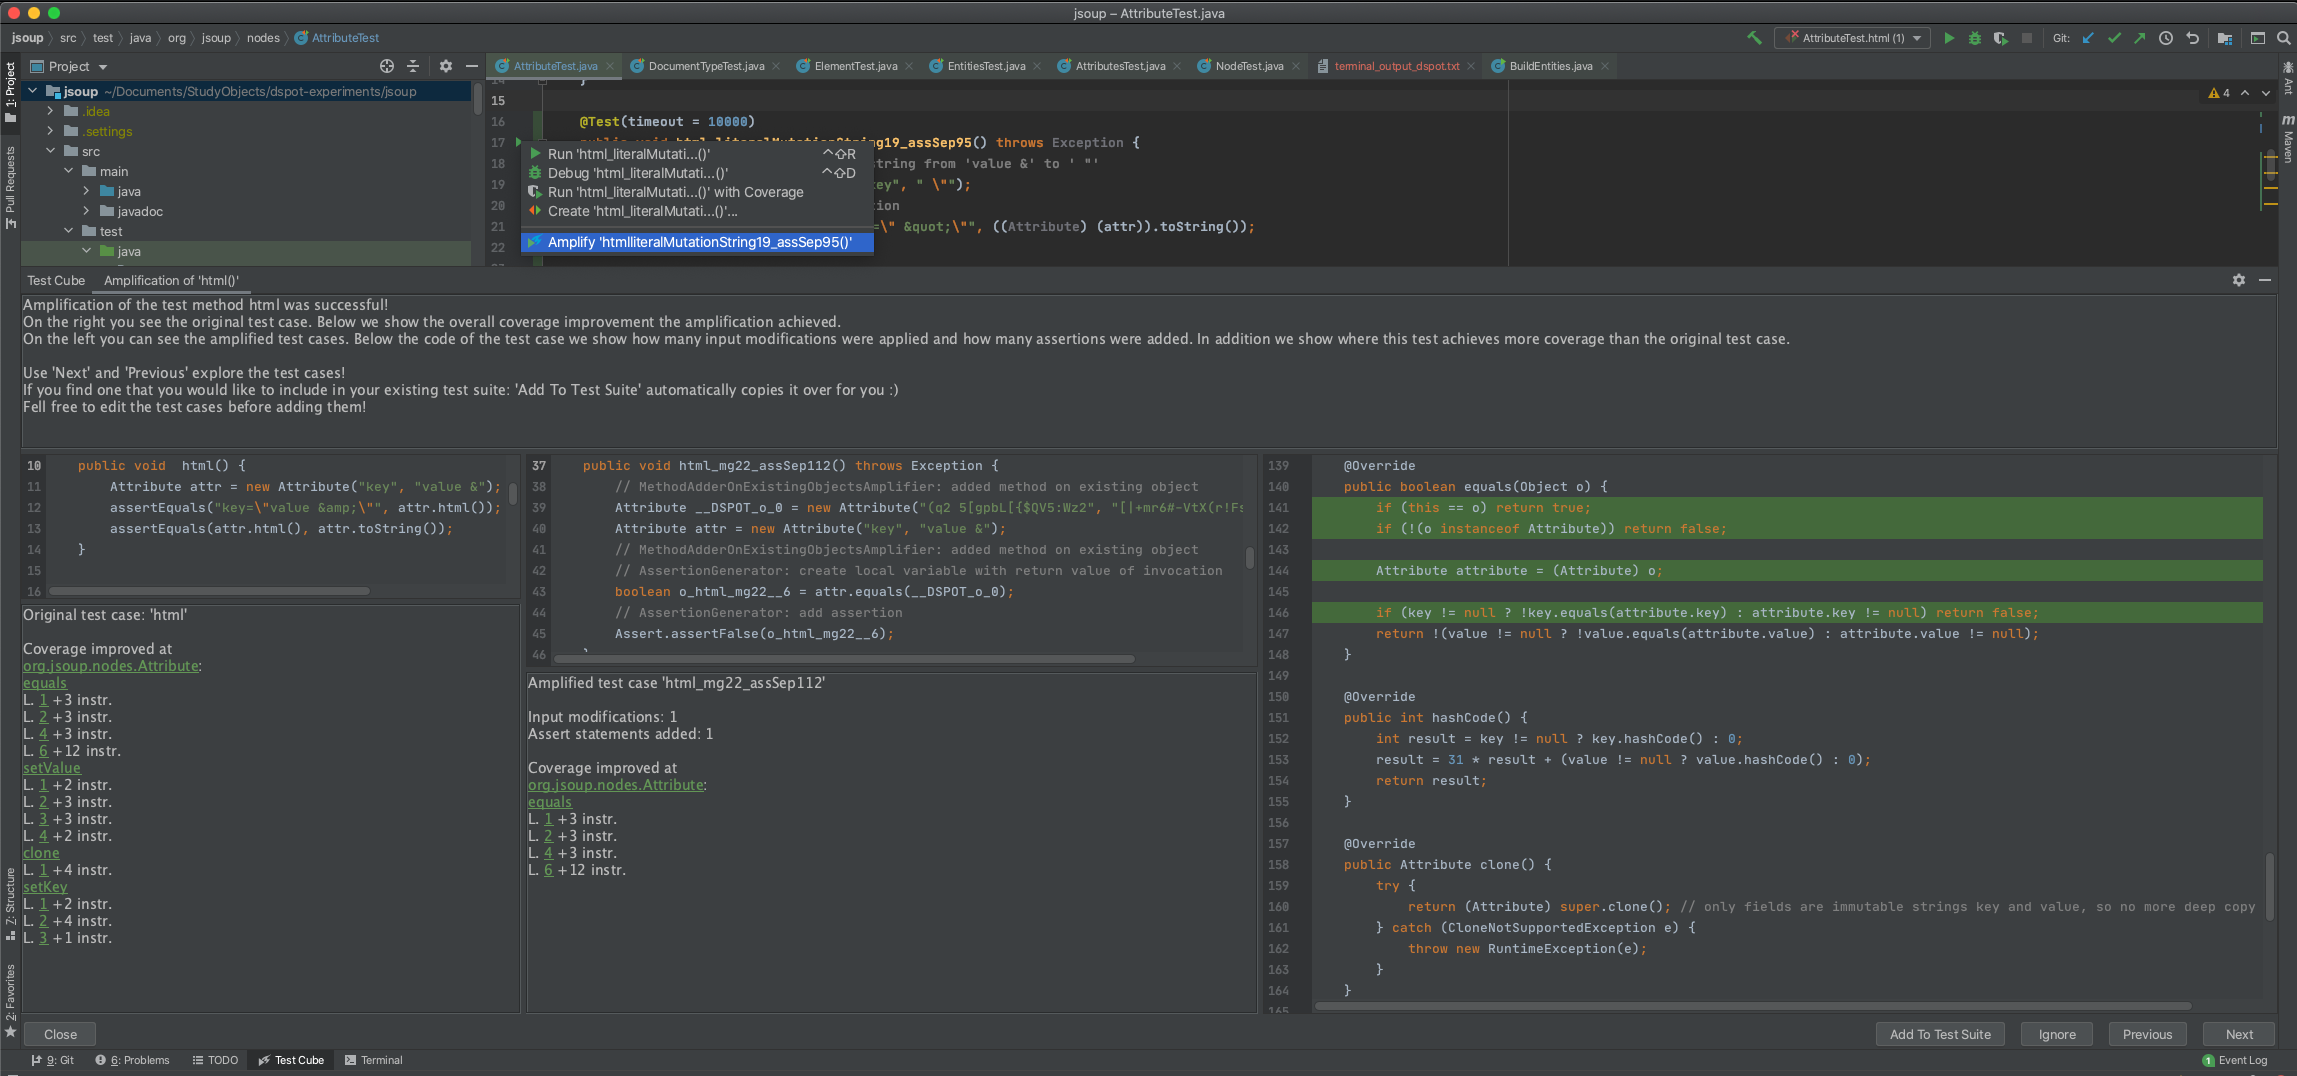 jsoup – AttributeTest.java
jsoup src test java org jsoup nodes AttributeTest
AttributeTest.html (1)
Git:
1: Project
Pull Requests
7: Structure
2: Favorites
Ant
Maven
Project
AttributeTest.java DocumentTypeTest.java ElementTest.java EntitiesTest.java AttributesTest.java NodeTest.java terminal_output_dspot.txt BuildEntities.java
jsoup ~/Documents/StudyObjects/dspot-experiments/jsoup
.idea
.settings
src
main
java
javadoc
test
java
4
14 }
15
16 @Test(timeout = 10000)
17 public void html_literalMutationString19_assSep95() throws Exception {
18 string from 'value &' to ' "'
19 key", " \"");
20 on
21 =\" &quot;\"", ((Attribute) (attr)).toString());
22
Run 'html_literalMutati...()' ^⇧R
Debug 'html_literalMutati...()' ^⇧D
Run 'html_literalMutati...()' with Coverage
Create 'html_literalMutati...()'...
Amplify 'htmlliteralMutationString19_assSep95()'
Test Cube Amplification of 'html()'
Amplification of the test method html was successful!
On the right you see the original test case. Below we show the overall coverage improvement the amplification achieved.
On the left you can see the amplified test cases. Below the code of the test case we show how many input modifications were applied and how many assertions were added. In addition we show where this test achieves more coverage than the original test case.
Use 'Next' and 'Previous' explore the test cases!
If you find one that you would like to include in your existing test suite: 'Add To Test Suite' automatically copies it over for you :)
Fell free to edit the test cases before adding them!
10 public void html() {
11 Attribute attr = new Attribute("key", "value &");
12 assertEquals("key=\"value &amp;\"", attr.html());
13 assertEquals(attr.html(), attr.toString());
14 }
15
16
Original test case: 'html'
Coverage improved at
org.jsoup.nodes.Attribute:
equals
L. 1 +3 instr.
L. 2 +3 instr.
L. 4 +3 instr.
L. 6 +12 instr.
setValue
L. 1 +2 instr.
L. 2 +3 instr.
L. 3 +3 instr.
L. 4 +2 instr.
clone
L. 1 +4 instr.
setKey
L. 1 +2 instr.
L. 2 +4 instr.
L. 3 +1 instr.
37 public void html_mg22_assSep112() throws Exception {
38 // MethodAdderOnExistingObjectsAmplifier: added method on existing object
39 Attribute __DSPOT_o_0 = new Attribute("(q2 5[gpbL[{$QV5:Wz2", "[|+mr6#-VtX(r!Fs
40 Attribute attr = new Attribute("key", "value &");
41 // MethodAdderOnExistingObjectsAmplifier: added method on existing object
42 // AssertionGenerator: create local variable with return value of invocation
43 boolean o_html_mg22__6 = attr.equals(__DSPOT_o_0);
44 // AssertionGenerator: add assertion
45 Assert.assertFalse(o_html_mg22__6);
46
Amplified test case 'html_mg22_assSep112'
Input modifications: 1
Assert statements added: 1
Coverage improved at
org.jsoup.nodes.Attribute:
equals
L. 1 +3 instr.
L. 2 +3 instr.
L. 4 +3 instr.
L. 6 +12 instr.
139 @Override
140 public boolean equals(Object o) {
141 if (this == o) return true;
142 if (!(o instanceof Attribute)) return false;
143
144 Attribute attribute = (Attribute) o;
145
146 if (key != null ? !key.equals(attribute.key) : attribute.key != null) return false;
147 return !(value != null ? !value.equals(attribute.value) : attribute.value != null);
148 }
149
150 @Override
151 public int hashCode() {
152 int result = key != null ? key.hashCode() : 0;
153 result = 31 * result + (value != null ? value.hashCode() : 0);
154 return result;
155 }
156
157 @Override
158 public Attribute clone() {
159 try {
160 return (Attribute) super.clone(); // only fields are immutable strings key and value, so no more deep copy
161 } catch (CloneNotSupportedException e) {
162 throw new RuntimeException(e);
163 }
164 }
165
Close
Add To Test Suite Ignore Previous Next
9: Git 6: Problems TODO Test Cube Terminal
1 Event Log